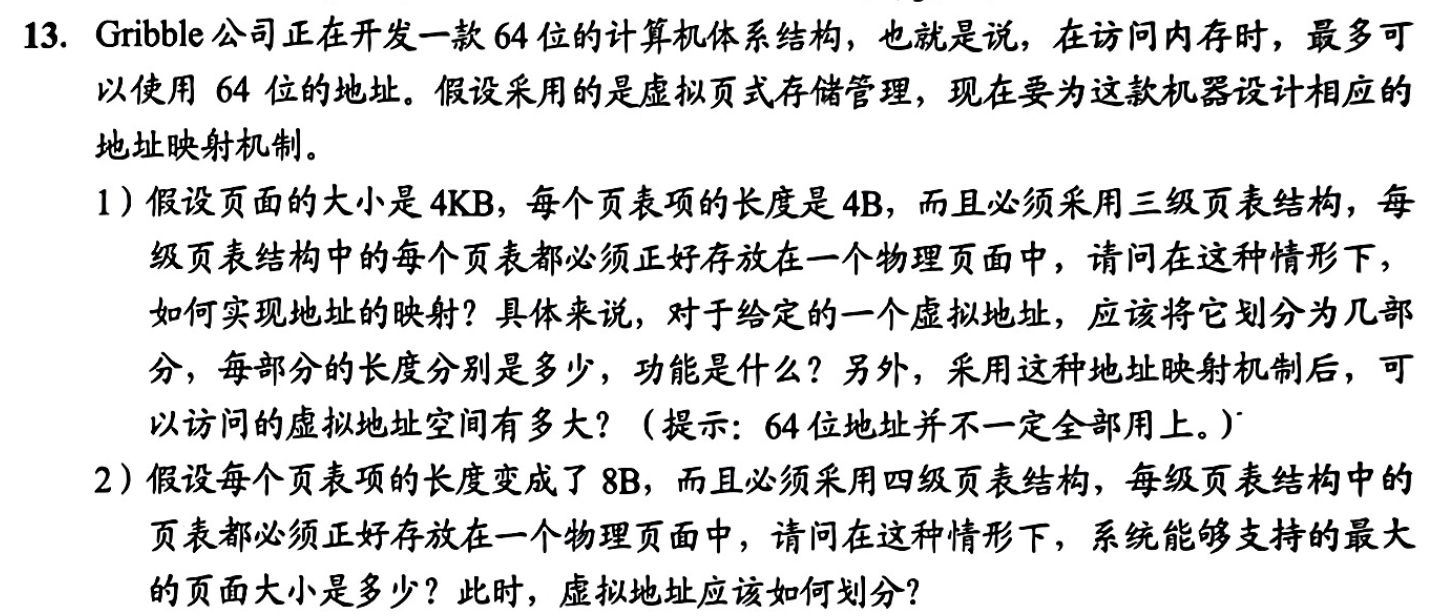 13. Gribble公司正在开发一款64位的计算机体系结构，也就是说，在访问内存时，最多可
以使用 64 位的地址。假设采用的是虚拟页式存储管理，现在要为这款机器设计相应的
地址映射机制。
1）假设页面的大小是4KB，每个页表项的长度是4B，而且必须采用三级页表结构，每
级页表结构中的每个页表都必须正好存放在一个物理页面中，请问在这种情形下，
如何实现地址的映射？具体来说，对于给定的一个虚拟地址，应该将它划分为几部
分，每部分的长度分别是多少，功能是什么？另外，采用这种地址映射机制后，可
以访问的虚拟地址空间有多大？（提示：64位地址并不一定全部用上。）
2）假设每个页表项的长度变成了 8B，而且必须采用四级页表结构，每级页表结构中的
页表都必须正好存放在一个物理页面中，请问在这种情形下，系统能够支持的最大
的页面大小是多少？此时，虚拟地址应该如何划分？